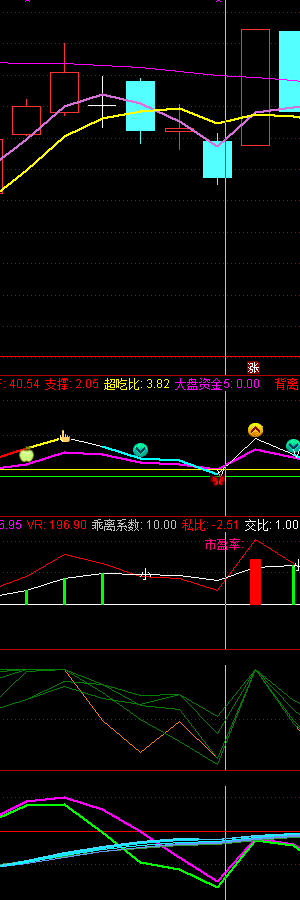 涨
: 40.54 支撑: 2.05 超吃比: 3.82 大盘资金5: 0.00 背离
6.95 VR: 196.90 乖离系数: 10.00 私比: -2.51 交比: 1.00
市盈率:
小
小